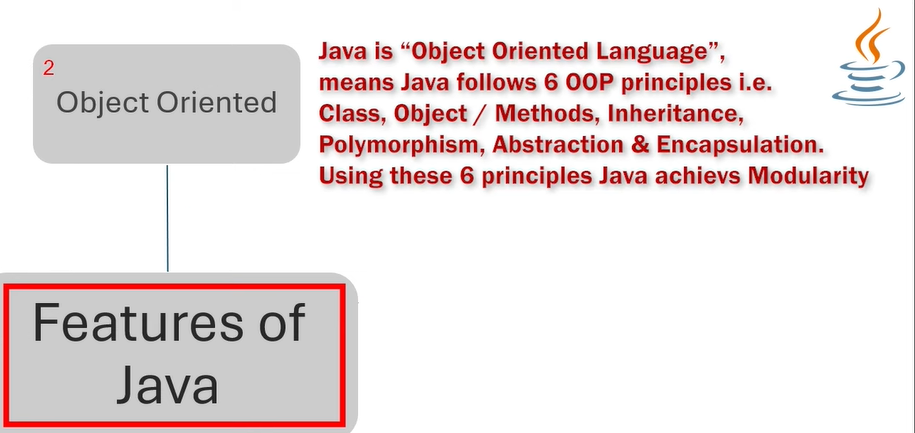 2
Object Oriented
Java is “Object Oriented Language”,
means Java follows 6 OOP principles i.e.
Class, Object / Methods, Inheritance,
Polymorphism, Abstraction & Encapsulation.
Using these 6 principles Java achievs Modularity
Features of
Java